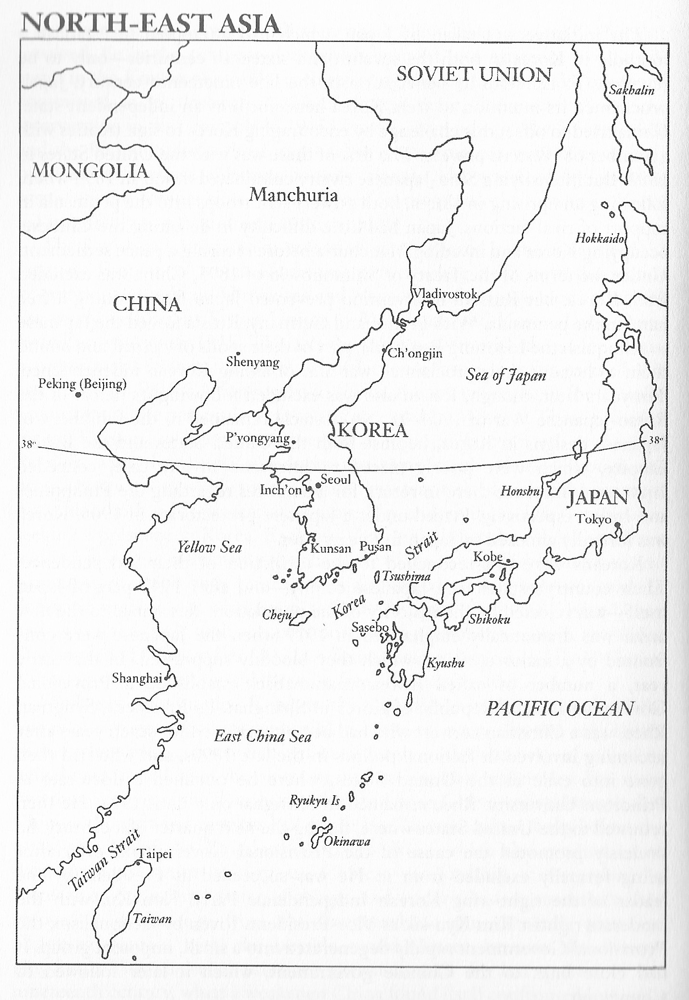 NORTH-EAST ASIA
SOVIET UNION
Sakhalin
MONGOLIA
Manchuria
Hokkaido
CHINA
Vladivostok
Ch'ongjin
Shenyang
Sea of Japan
Peking (Beijing)
KOREA
P'yongyang
38°
38°
Seoul
Inch'on
Honshu
JAPAN
Tokyo
Yellow Sea
Kunsan
Pusan
Korea Strait
Kobe
Tsushima
Cheju
Shikoku
Sasebo
Kyushu
Shanghai
PACIFIC OCEAN
East China Sea
Ryukyu Is
Okinawa
Taiwan Strait
Taipei
Taiwan